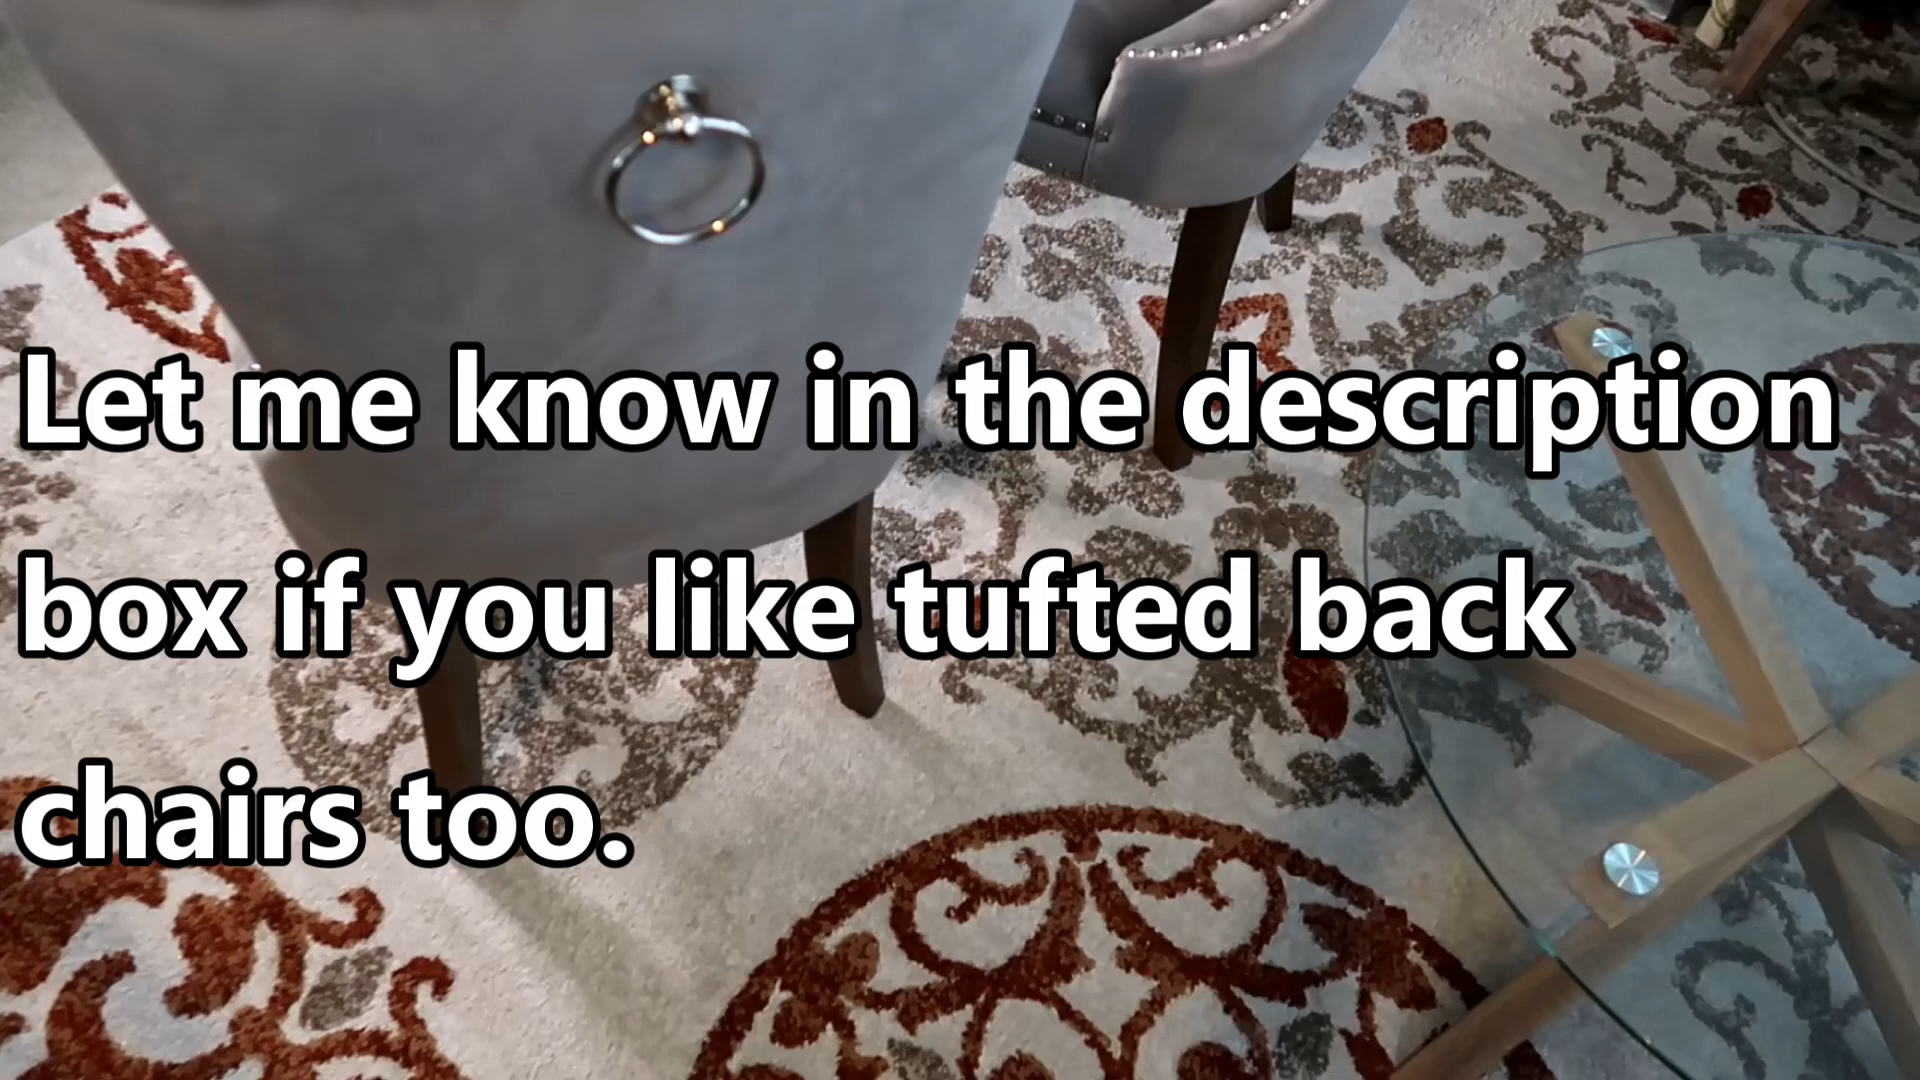 Let me know in the description
box if you like tufted back
chairs too.